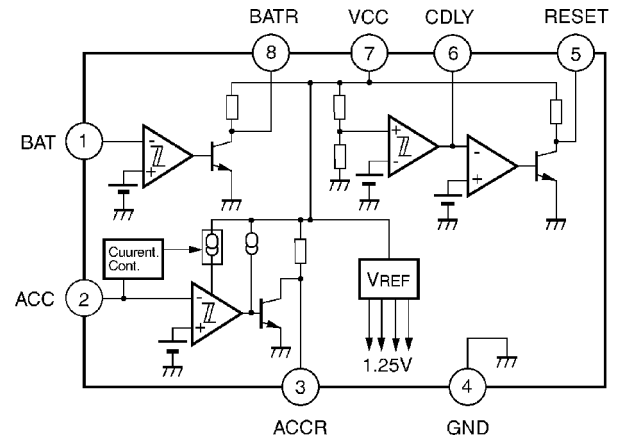 BATR VCC CDLY RESET
8 7 6 5
BAT 1
- + + - - +
Cuurent.
Cont.
ACC 2
- +
VREF
1.25V
3 4
ACCR GND